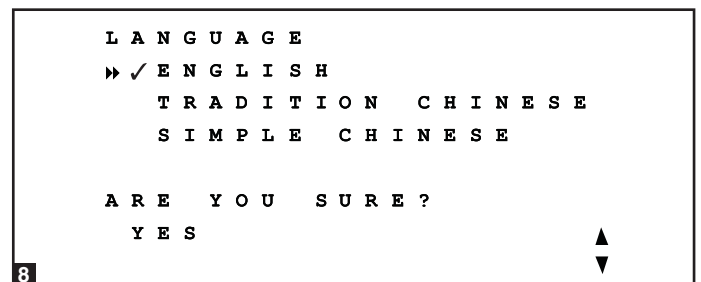 LANGUAGE
ENGLISH
TRADITION CHINESE
SIMPLE CHINESE
ARE YOU SURE?
YES
8